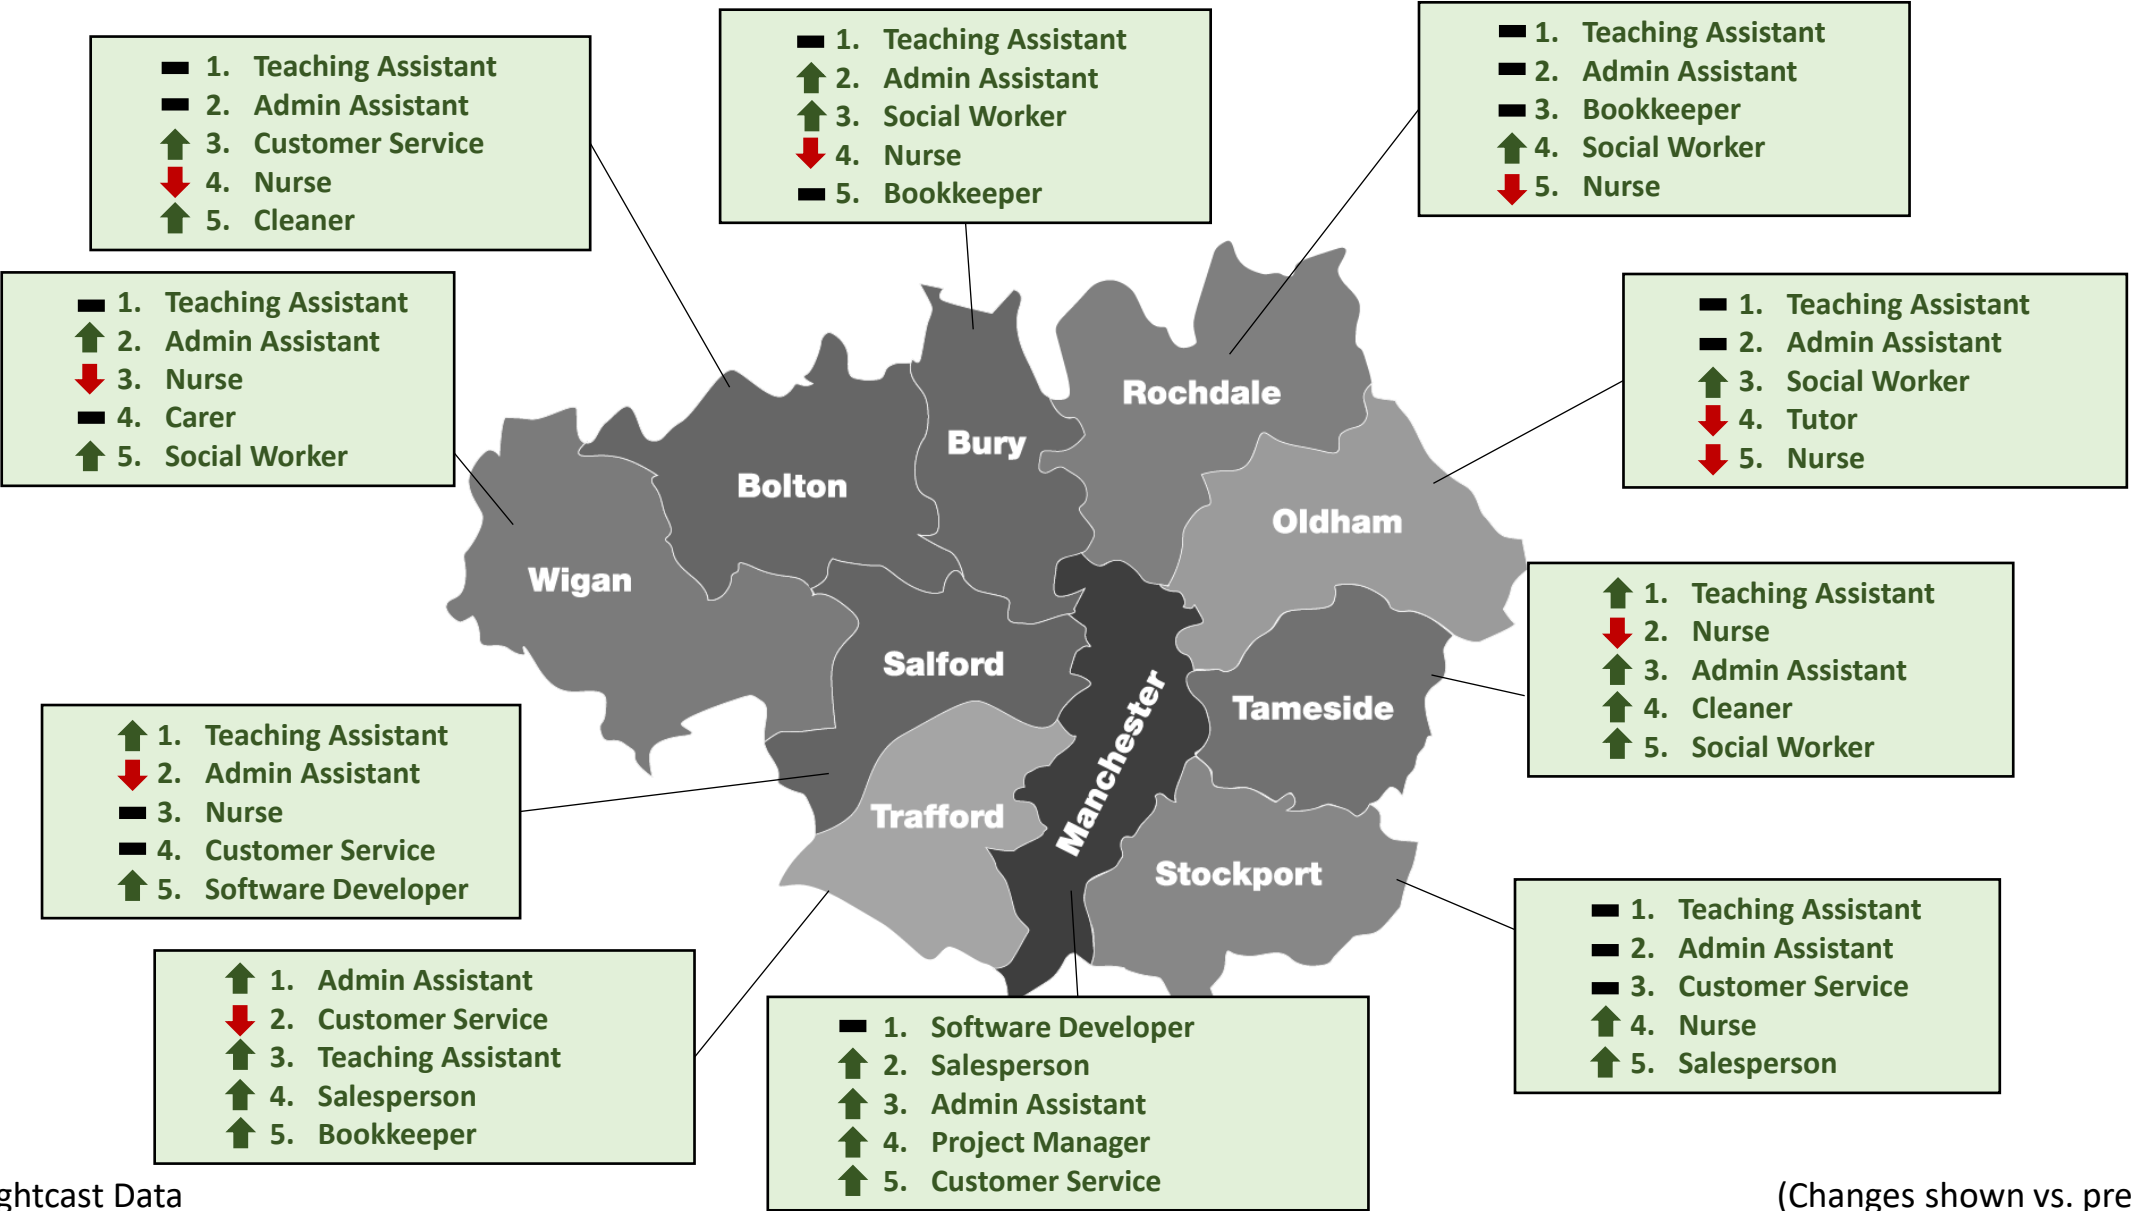 1. Teaching Assistant
2. Admin Assistant
3. Customer Service
4. Nurse
5. Cleaner
1. Teaching Assistant
2. Admin Assistant
3. Social Worker
4. Nurse
5. Bookkeeper
1. Teaching Assistant
2. Admin Assistant
3. Bookkeeper
4. Social Worker
5. Nurse
1. Teaching Assistant
2. Admin Assistant
3. Nurse
4. Carer
5. Social Worker
1. Teaching Assistant
2. Admin Assistant
3. Social Worker
4. Tutor
5. Nurse
Rochdale
Bury
Bolton
Oldham
Wigan
Salford
Tameside
Manchester
Trafford
Stockport
1. Teaching Assistant
2. Nurse
3. Admin Assistant
4. Cleaner
5. Social Worker
1. Teaching Assistant
2. Admin Assistant
3. Nurse
4. Customer Service
5. Software Developer
1. Teaching Assistant
2. Admin Assistant
3. Customer Service
4. Nurse
5. Salesperson
1. Admin Assistant
2. Customer Service
3. Teaching Assistant
4. Salesperson
5. Bookkeeper
1. Software Developer
2. Salesperson
3. Admin Assistant
4. Project Manager
5. Customer Service
ghtcast Data
(Changes shown vs. pre